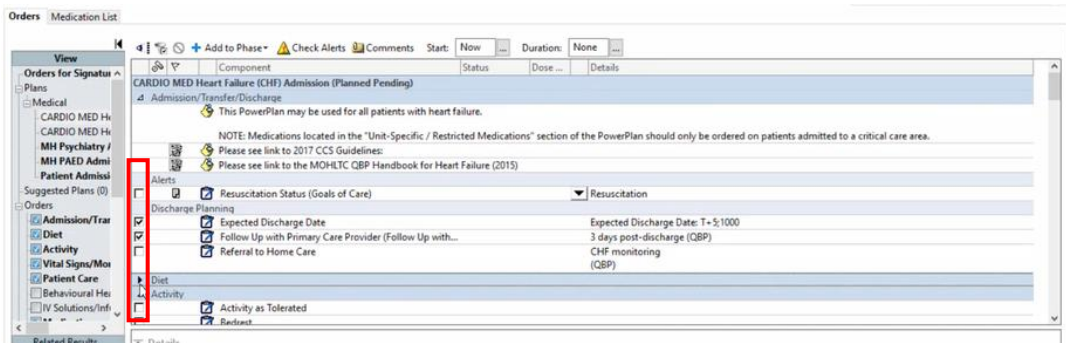 Orders Medication List
Add to Phase Check Alerts Comments Start: Now ... Duration: None ...
View
Component Status Dose ... Details
Orders for Signatur
CARDIO MED Heart Failure (CHF) Admission (Planned Pending)
Plans
Admission/Transfer/Discharge
Medical
This PowerPlan may be used for all patients with heart failure.
CARDIO MED He
CARDIO MED He
NOTE: Medications located in the "Unit-Specific / Restricted Medications" section of the PowerPlan should only be ordered on patients admitted to a critical care area.
MH Psychiatry /
Please see link to 2017 CCS Guidelines:
MH PAED Admi
Please see link to the MOHLTC QBP Handbook for Heart Failure (2015)
Patient Admissi
Alerts
Suggested Plans (0)
Resuscitation Status (Goals of Care) Resuscitation
Orders
Discharge Planning
Admission/Tran
Expected Discharge Date Expected Discharge Date: T+5;1000
Diet
Follow Up with Primary Care Provider (Follow Up with... 3 days post-discharge (QBP)
Activity
Referral to Home Care CHF monitoring
(QBP)
Vital Signs/Mor
Patient Care
Diet
Behavioural Hea
Activity
IV Solutions/Infu
Activity as Tolerated
Bedrest
Related Results
Details